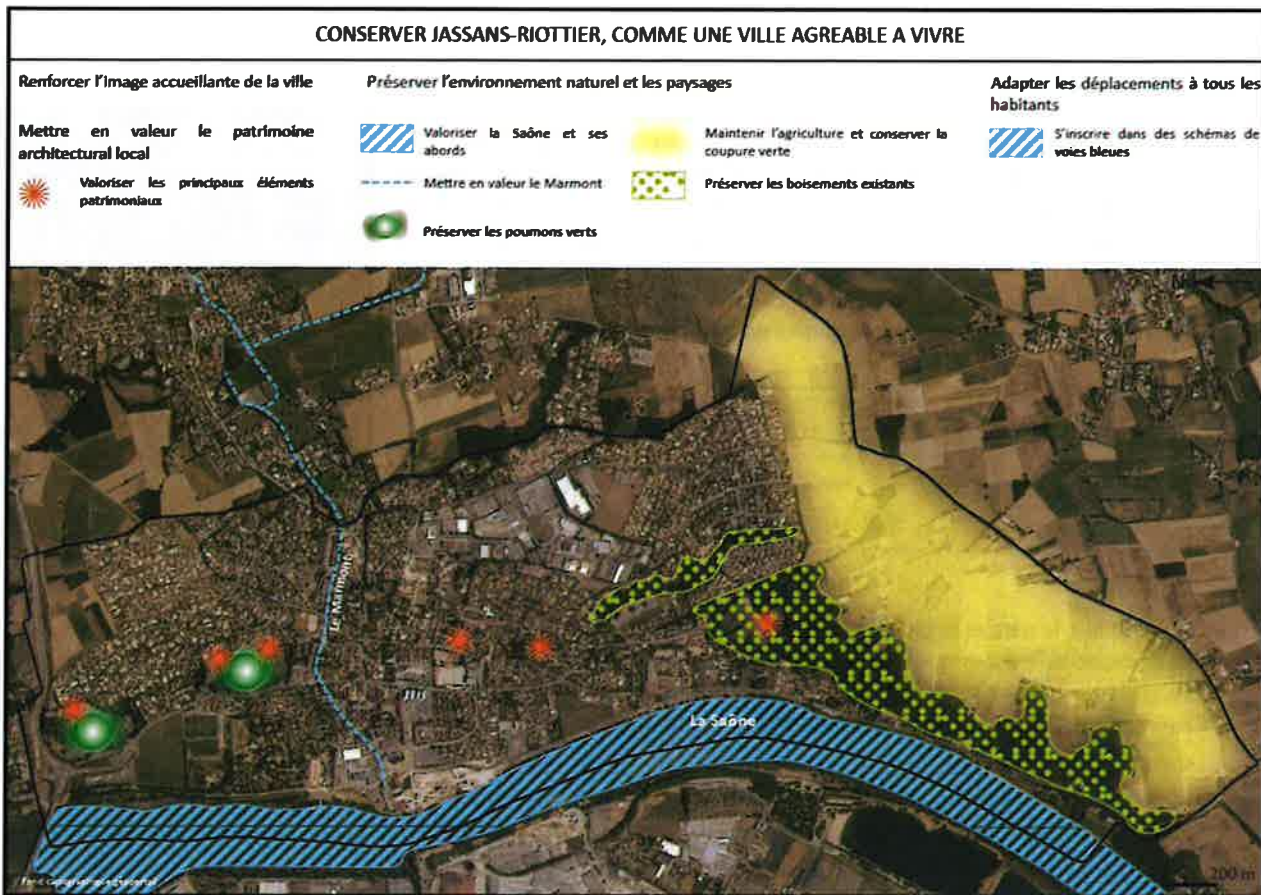 CONSERVER JASSANS-RIOTTIER, COMME UNE VILLE AGREABLE A VIVRE
Renforcer l'image accueillante de la ville
Mettre en valeur le patrimoine
architectural local
Valoriser les principaux éléments
patrimoniaux
Préserver l'environnement naturel et les paysages
Valoriser la Saône et ses
abords
Mettre en valeur le Marmont
Préserver les poumons verts
Maintenir l'agriculture et conserver la
coupure verte
Préserver les boisements existants
Adapter les déplacements à tous les
habitants
S'inscrire dans des schémas de
voies bleues
Le Marmont
La Saône
200 m